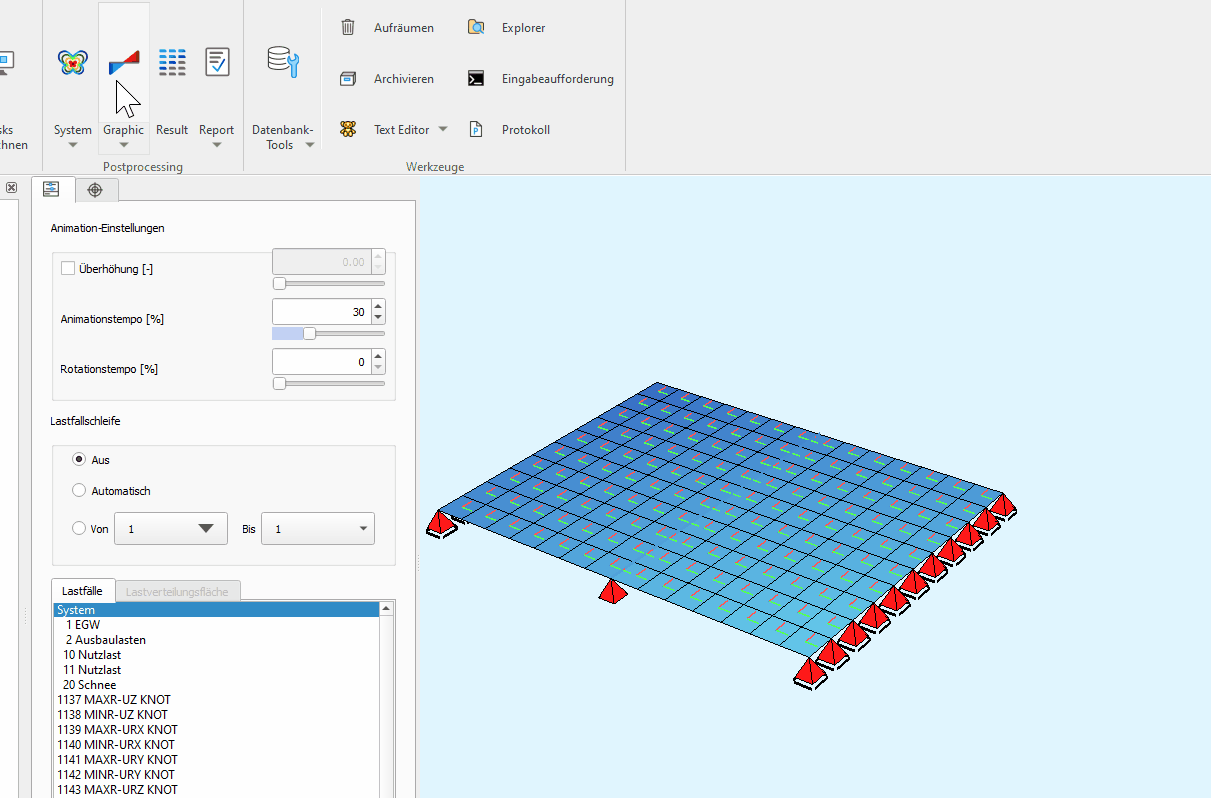 Aufräumen
Explorer
Archivieren
Eingabeaufforderung
System
Graphic
Result
Report
Datenbank-
Tools
Text Editor
Protokoll
Postprocessing
Werkzeuge
Animation-Einstellungen
Überhöhung [-]
0.00
Animationstempo [%]
30
Rotationstempo [%]
0
Lastfallschleife
Aus
Automatisch
Von 1 Bis 1
Lastfälle
Lastverteilungsfläche
System
1 EGW
2 Ausbaulasten
10 Nutzlast
11 Nutzlast
20 Schnee
1137 MAXR-UZ KNOT
1138 MINR-UZ KNOT
1139 MAXR-URX KNOT
1140 MINR-URX KNOT
1141 MAXR-URY KNOT
1142 MINR-URY KNOT
1143 MAXR-URZ KNOT